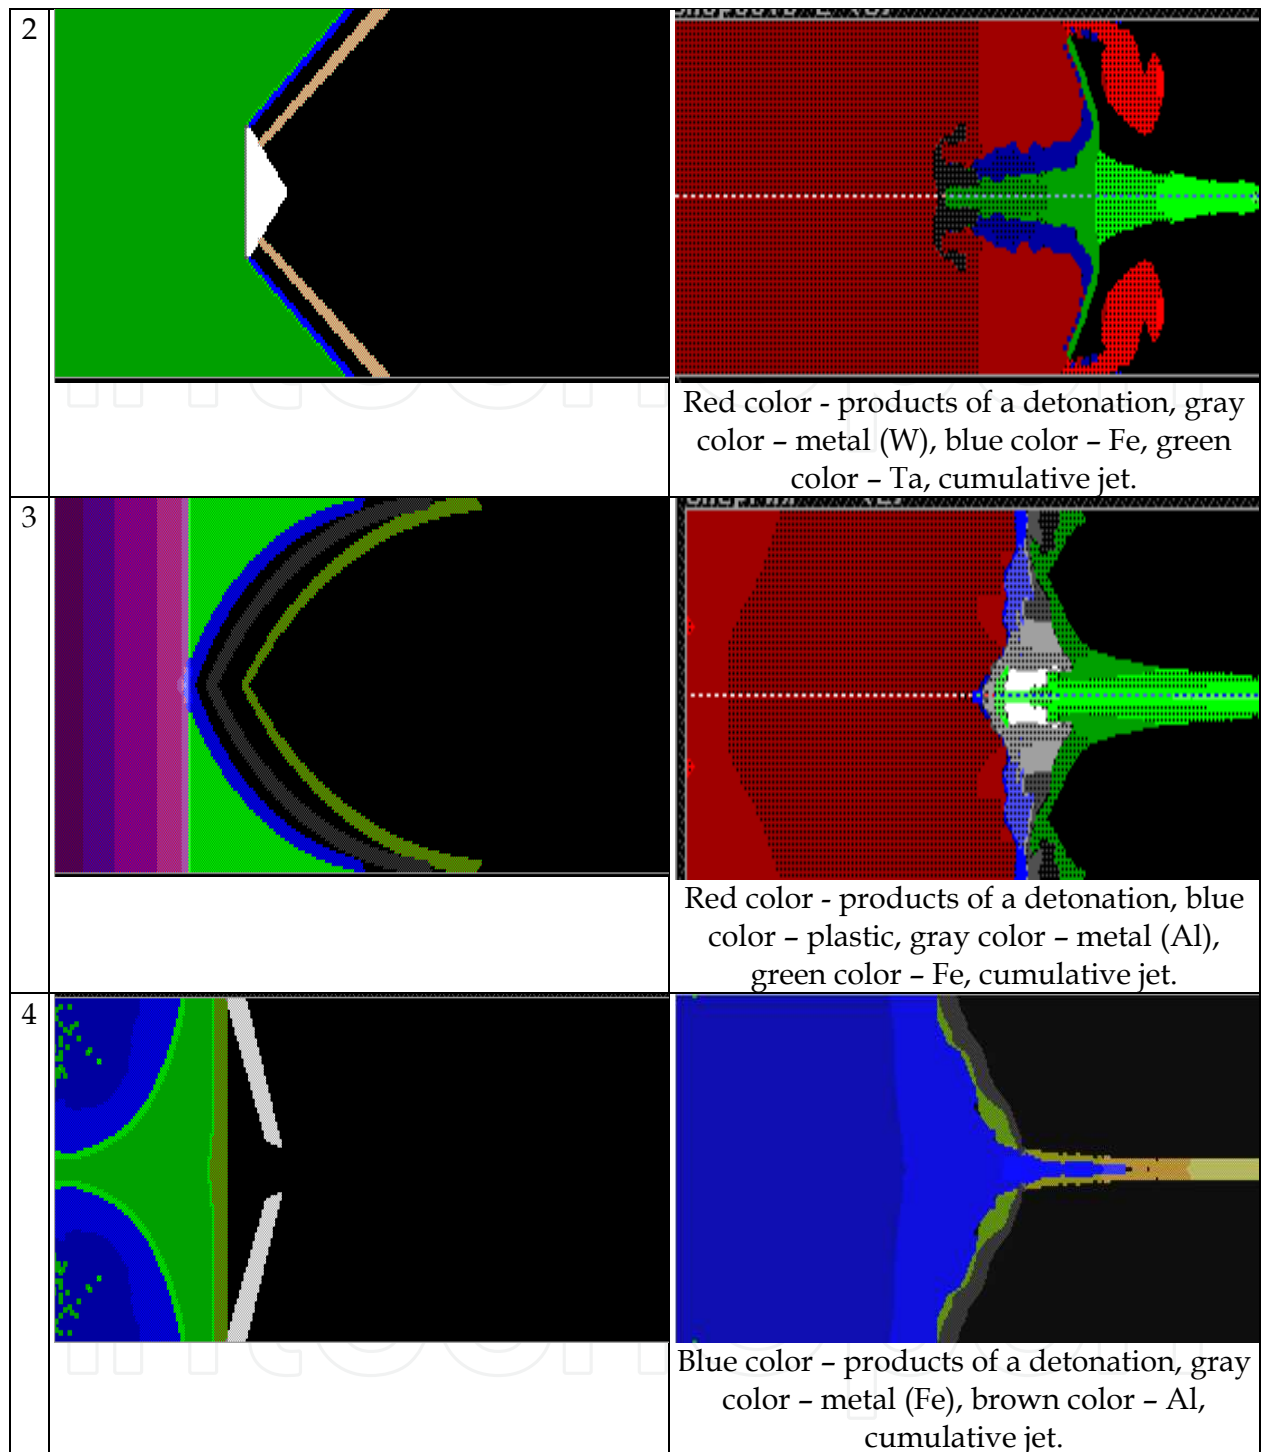 2
Red color - products of a detonation, gray
color – metal (W), blue color – Fe, green
color – Ta, cumulative jet.
3
Red color - products of a detonation, blue
color – plastic, gray color – metal (Al),
green color – Fe, cumulative jet.
4
Blue color – products of a detonation, gray
color – metal (Fe), brown color – Al,
cumulative jet.